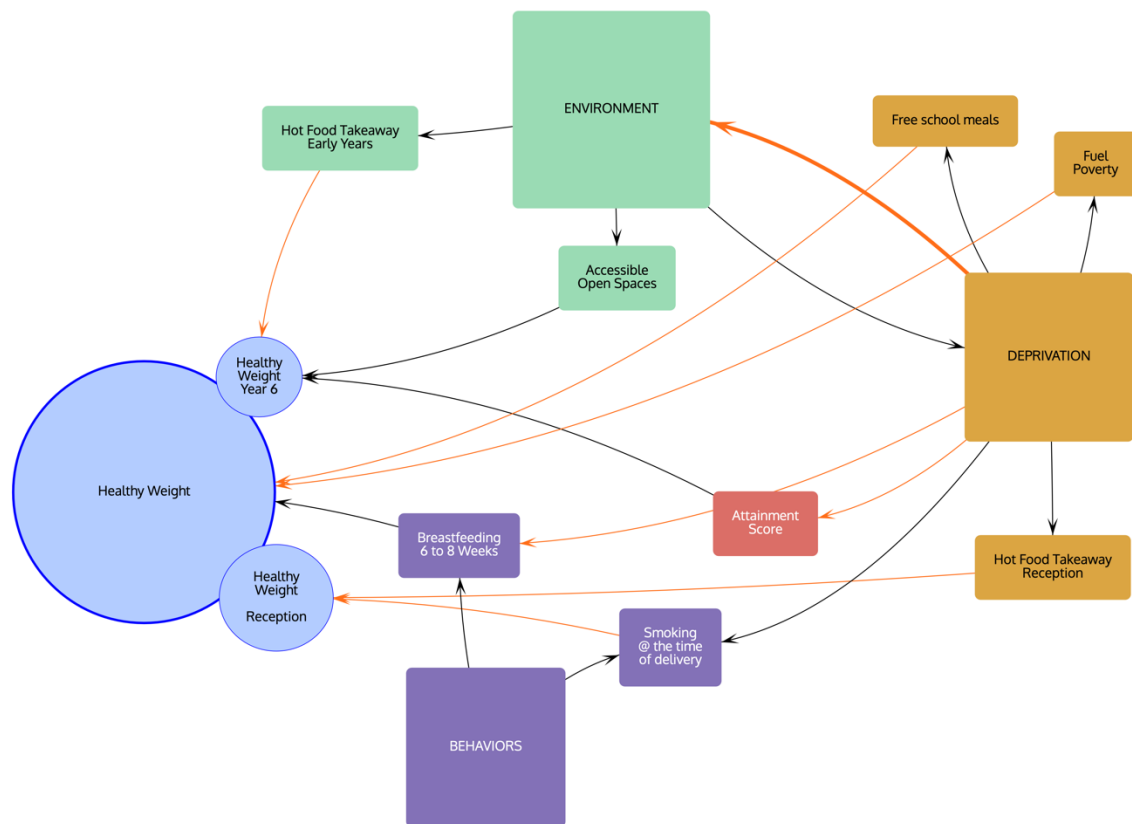 ENVIRONMENT
Free school meals
Hot Food Takeaway
Early Years
Fuel
Poverty
Accessible
Open Spaces
DEPRIVATION
Healthy
Weight
Year 6
Healthy Weight
Attainment
Score
Breastfeeding
6 to 8 Weeks
Hot Food Takeaway
Reception
Healthy
Weight
Reception
Smoking
@ the time
of delivery
BEHAVIORS